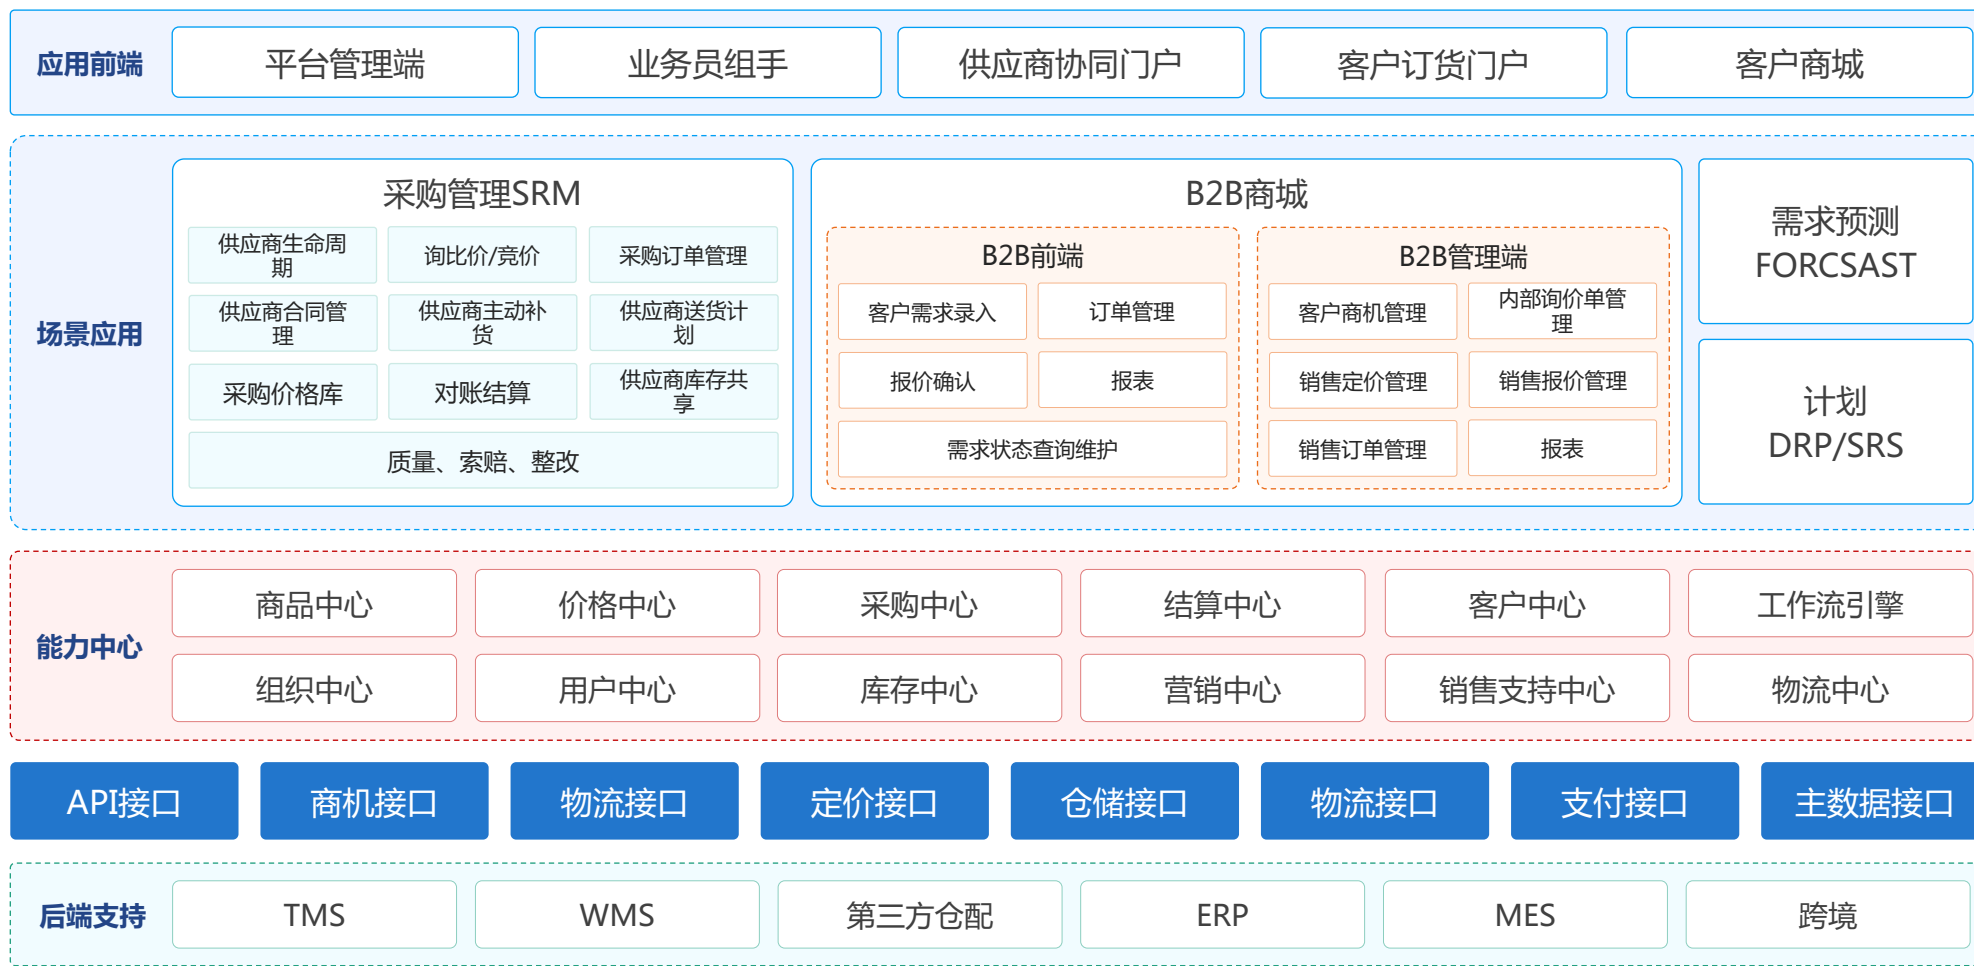 应用前端
平台管理端
业务员组手
供应商协同门户
客户订货门户
客户商城
场景应用
采购管理SRM
供应商生命周
期
询比价/竞价
采购订单管理
供应商合同管
理
供应商主动补
货
供应商送货计
划
采购价格库
对账结算
供应商库存共
享
质量、索赔、整改
B2B商城
B2B前端
客户需求录入
订单管理
报价确认
报表
需求状态查询维护
B2B管理端
客户商机管理
内部询价单管
理
销售定价管理
销售报价管理
销售订单管理
报表
需求预测
FORCSAST
计划
DRP/SRS
能力中心
商品中心
价格中心
采购中心
结算中心
客户中心
工作流引擎
组织中心
用户中心
库存中心
营销中心
销售支持中心
物流中心
API接口
商机接口
物流接口
定价接口
仓储接口
物流接口
支付接口
主数据接口
后端支持
TMS
WMS
第三方仓配
ERP
MES
跨境